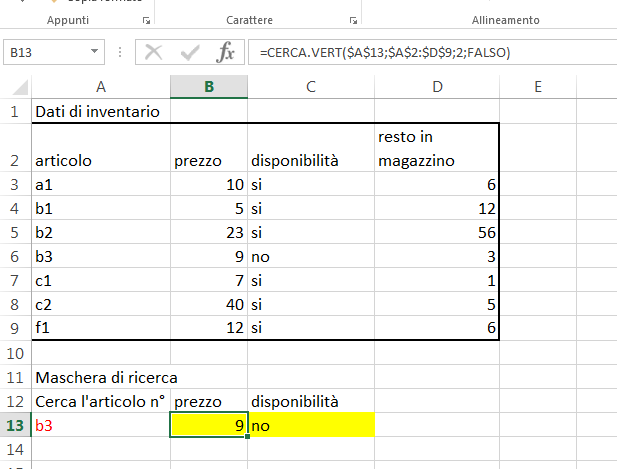 Copia formato
Appunti Carattere Allineamento
B13 fx =CERCA.VERT($A$13;$A$2:$D$9;2;FALSO)
A B C D E
1 Dati di inventario
resto in
2 articolo prezzo disponibilità magazzino
3 a1 10 si 6
4 b1 5 si 12
5 b2 23 si 56
6 b3 9 no 3
7 c1 7 si 1
8 c2 40 si 5
9 f1 12 si 6
10
11 Maschera di ricerca
12 Cerca l'articolo n° prezzo disponibilità
13 b3 9 no
14